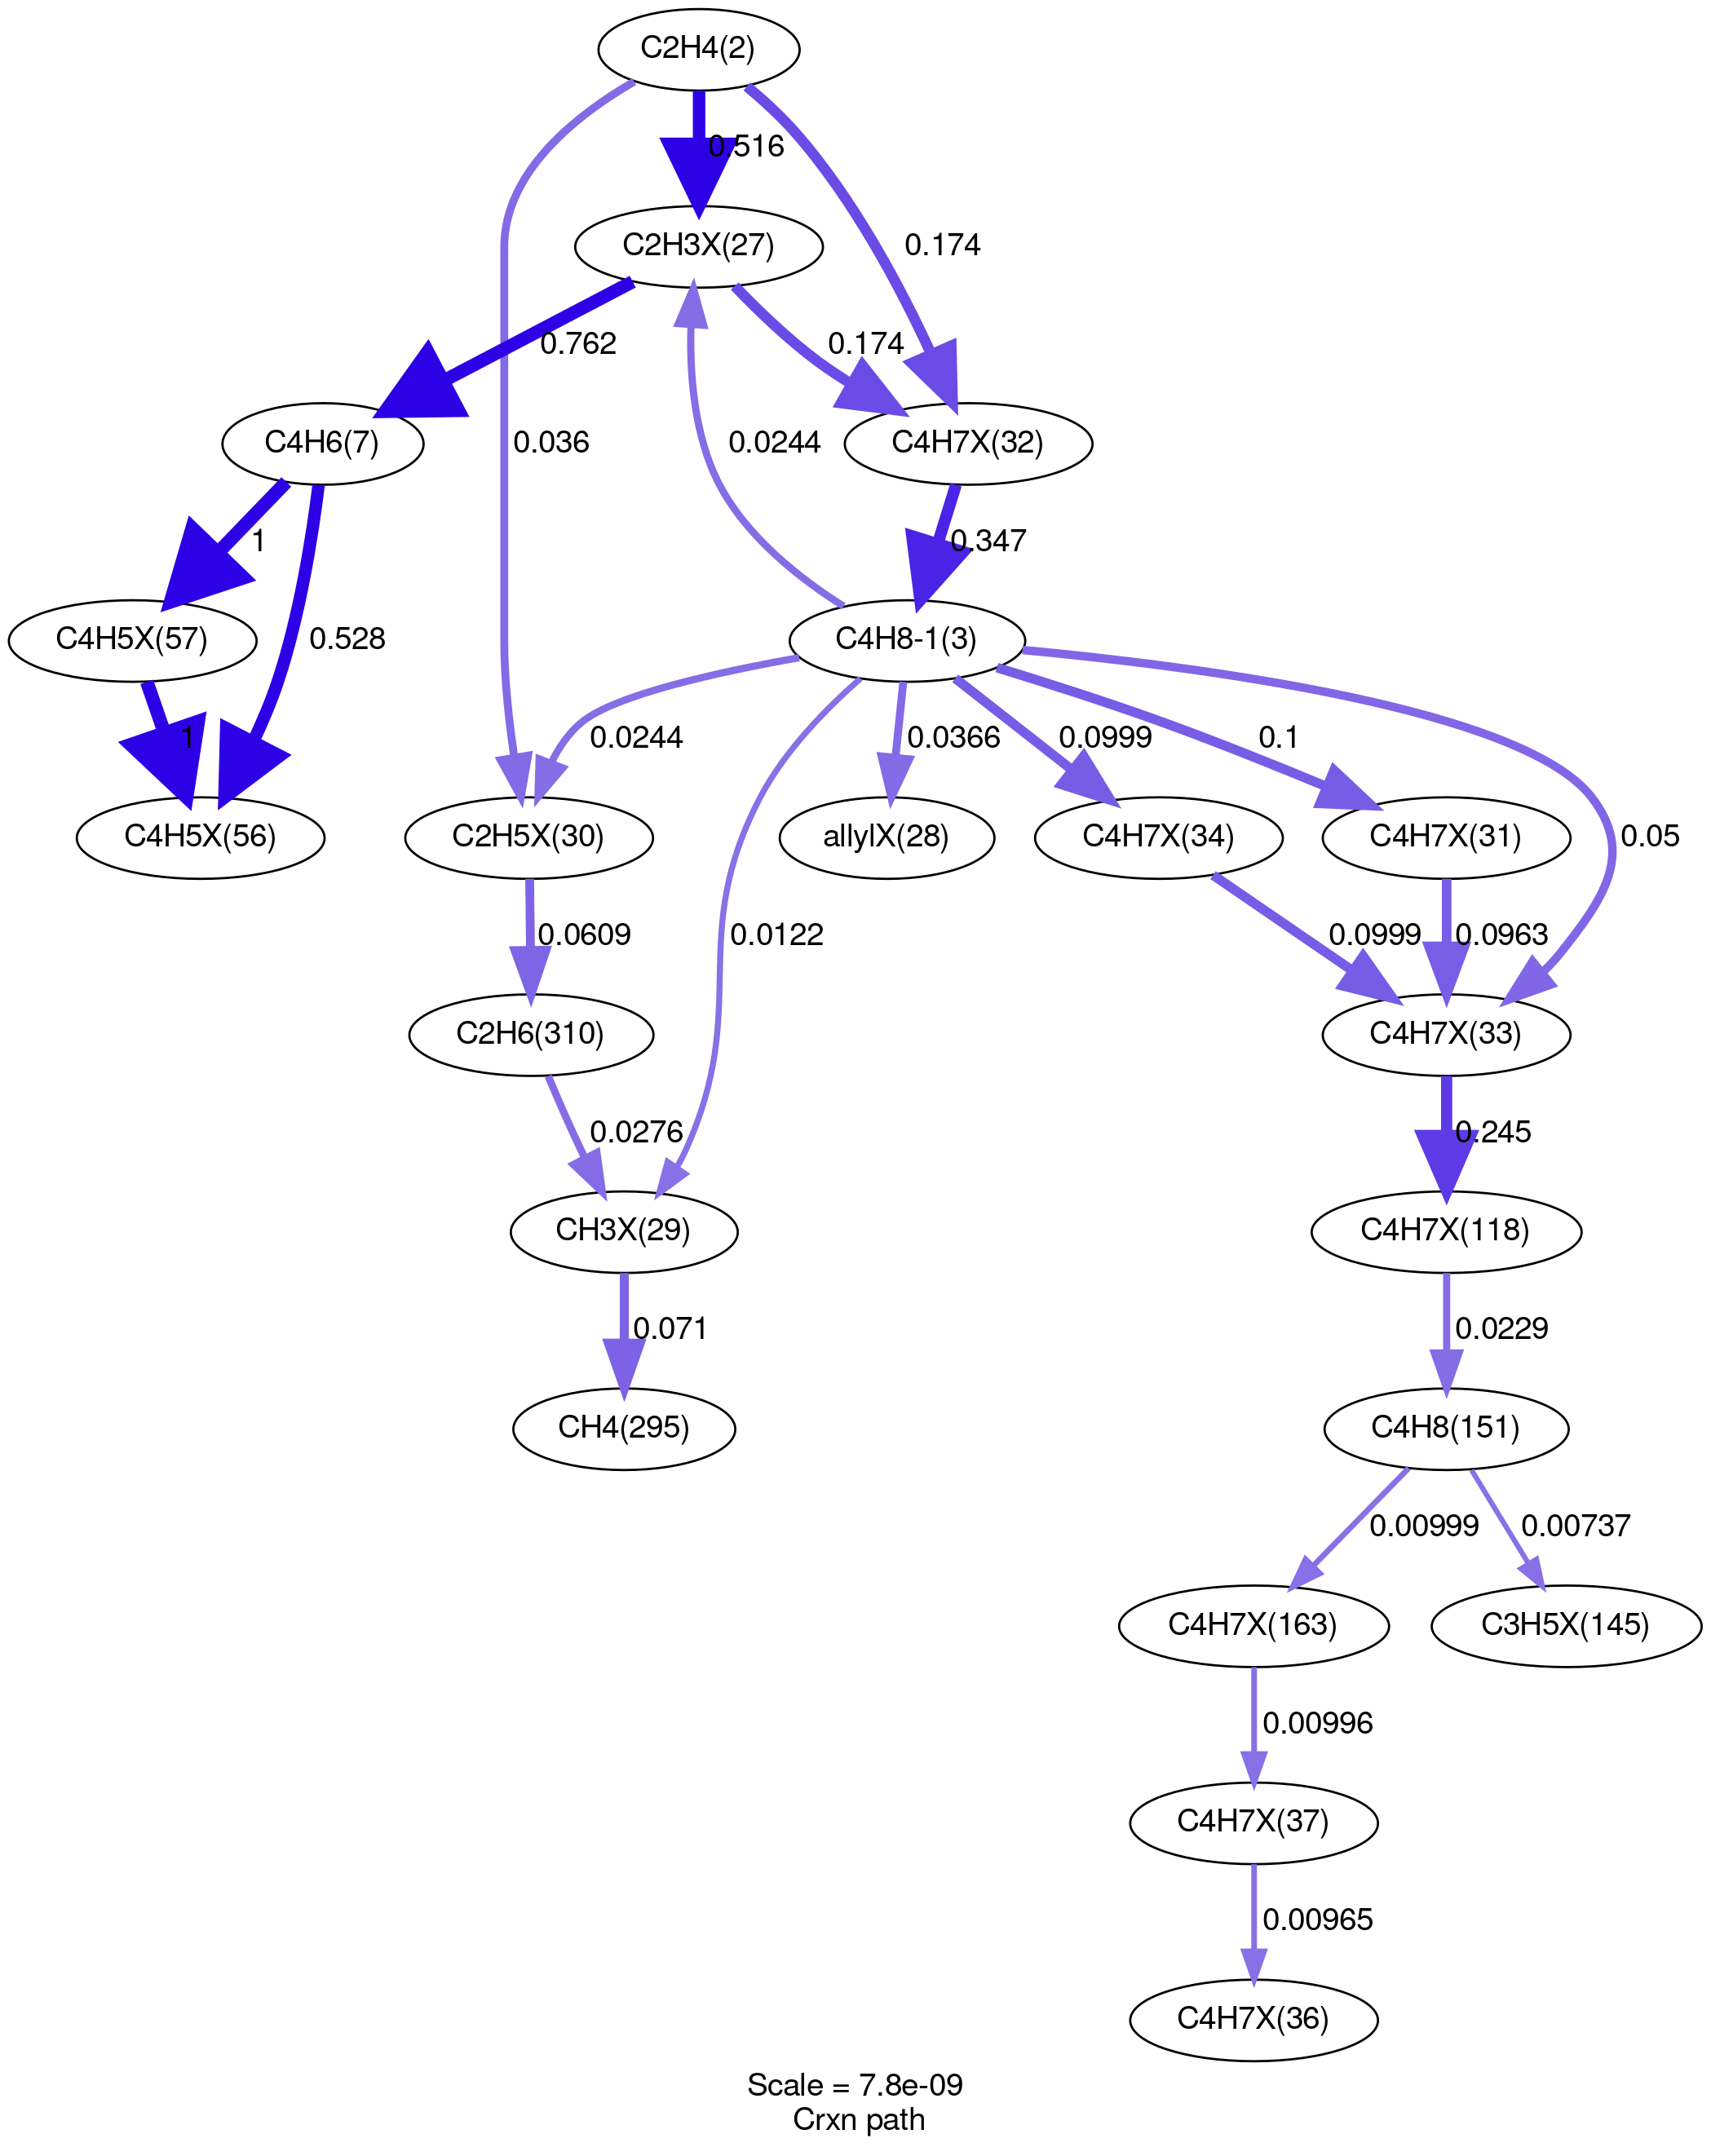 C2H4(2)
0.516
C2H3X(27)
0.174
0.762
0.174
C4H6(7)
0.036
0.0244
C4H7X(32)
1
0.347
C4H5X(57)
0.528
C4H8-1(3)
1
0.0244
0.0366
0.0999
0.1
0.05
C4H5X(56)
C2H5X(30)
allylX(28)
C4H7X(34)
C4H7X(31)
0.0609
0.0122
0.0999
0.0963
C2H6(310)
C4H7X(33)
0.0276
0.245
CH3X(29)
C4H7X(118)
0.071
0.0229
CH4(295)
C4H8(151)
0.00999
0.00737
C4H7X(163)
C3H5X(145)
0.00996
C4H7X(37)
0.00965
C4H7X(36)
Scale = 7.8e-09
Crxn path